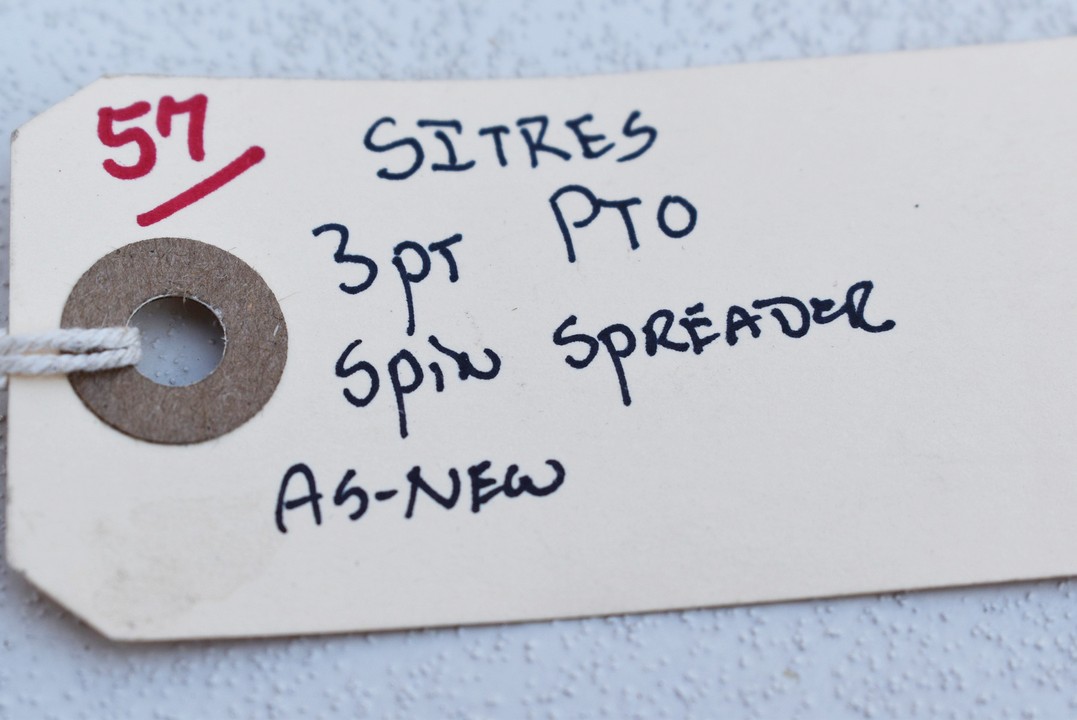 57
SITRES
3pT PTO
Spin SpREADER
AS-NEW